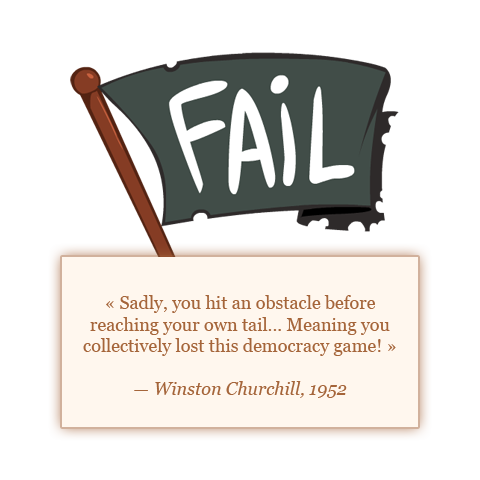 FAiL
« Sadly, you hit an obstacle before
reaching your own tail... Meaning you
collectively lost this democracy game! »
— Winston Churchill, 1952